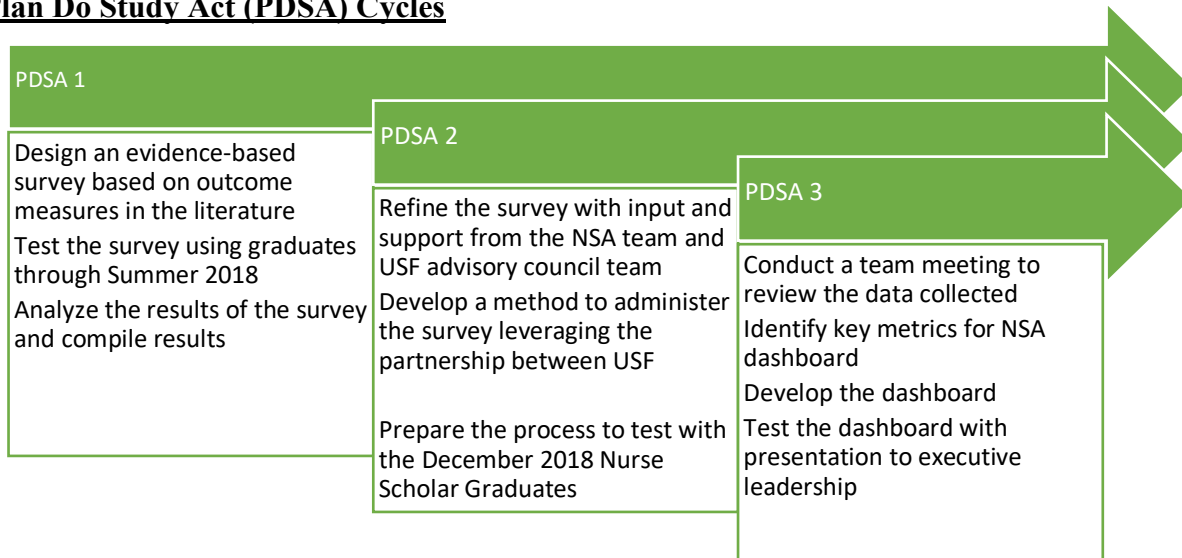 Plan Do Study Act (PDSA) Cycles
PDSA 1
Design an evidence-based
survey based on outcome
measures in the literature
Test the survey using graduates
through Summer 2018
Analyze the results of the survey
and compile results
PDSA 2
Refine the survey with input and
support from the NSA team and
USF advisory council team
Develop a method to administer
the survey leveraging the
partnership between USF
Prepare the process to test with
the December 2018 Nurse
Scholar Graduates
PDSA 3
Conduct a team meeting to
review the data collected
Identify key metrics for NSA
dashboard
Develop the dashboard
Test the dashboard with
presentation to executive
leadership